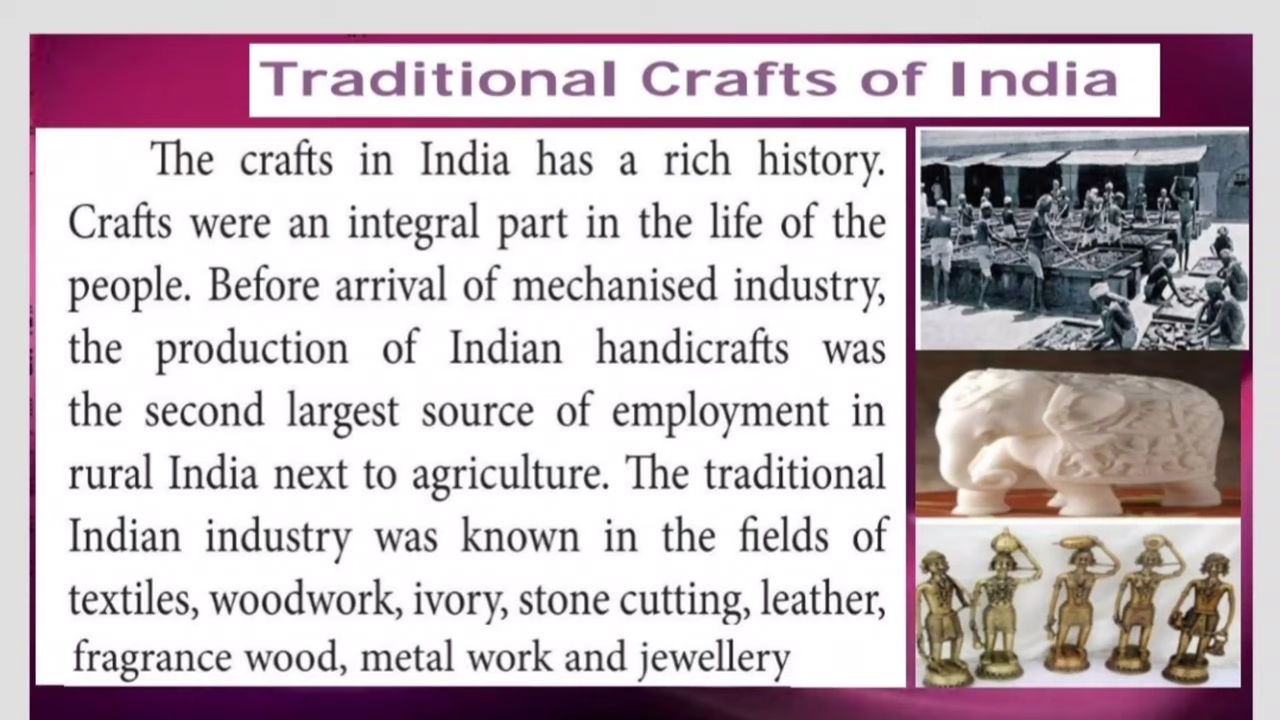 Traditional Crafts of India
The crafts in India has a rich history.
Crafts were an integral part in the life of the
people. Before arrival of mechanised industry,
the production of Indian handicrafts was
the second largest source of employment in
rural India next to agriculture. The traditional
Indian industry was known in the fields of
textiles, woodwork, ivory, stone cutting, leather,
fragrance wood, metal work and jewellery